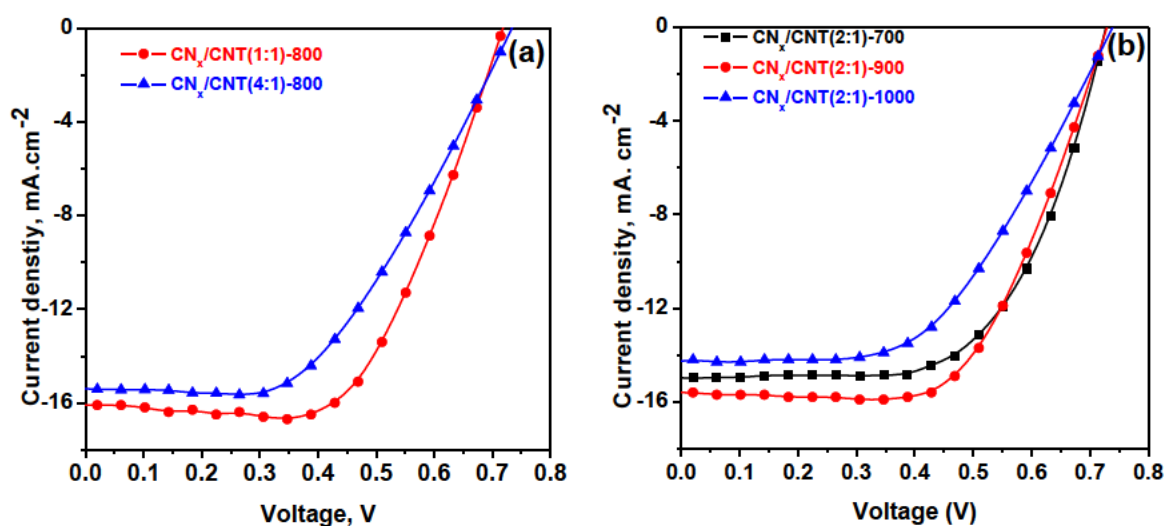 (a)
CNx/CNT(1:1)-800
CNx/CNT(4:1)-800
Current denstiy, mA.cm-2
0
-4
-8
-12
-16
0.0 0.1 0.2 0.3 0.4 0.5 0.6 0.7 0.8
Voltage, V
(b)
CNx/CNT(2:1)-700
CNx/CNT(2:1)-900
CNx/CNT(2:1)-1000
Current density, mA. cm-2
0
-4
-8
-12
-16
0.0 0.1 0.2 0.3 0.4 0.5 0.6 0.7 0.8
Voltage (V)